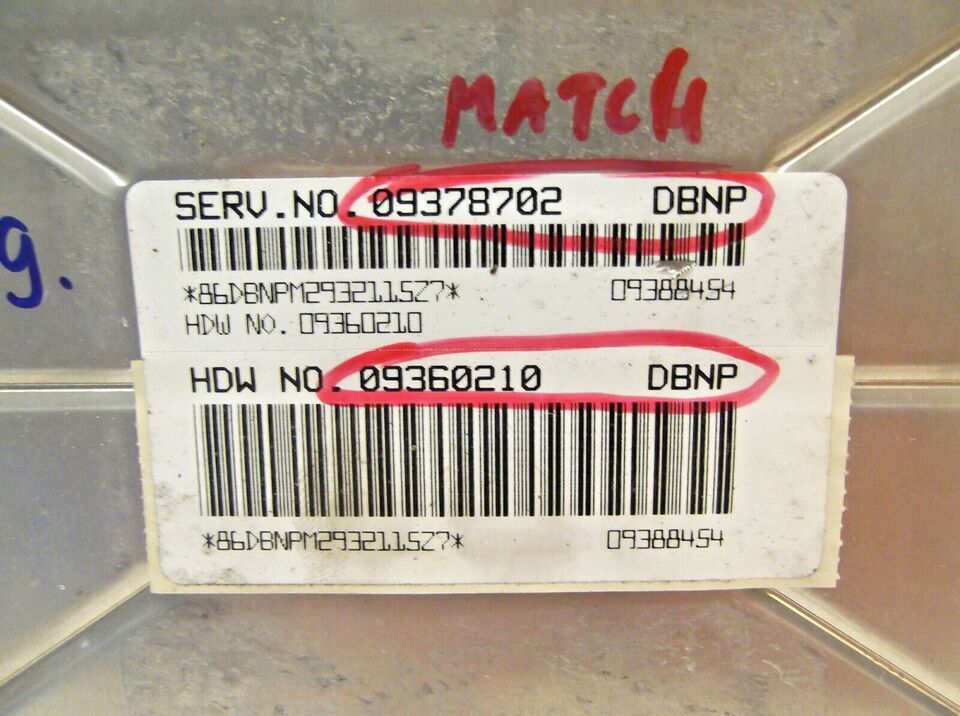 MATCH
SERV.NO.09378702 DBNP
*86DBNPM293211527* 09388454
HDW NO. 09360210
HDW NO. 09360210 DBNP
*86DBNPM293211527* 09388454
g.